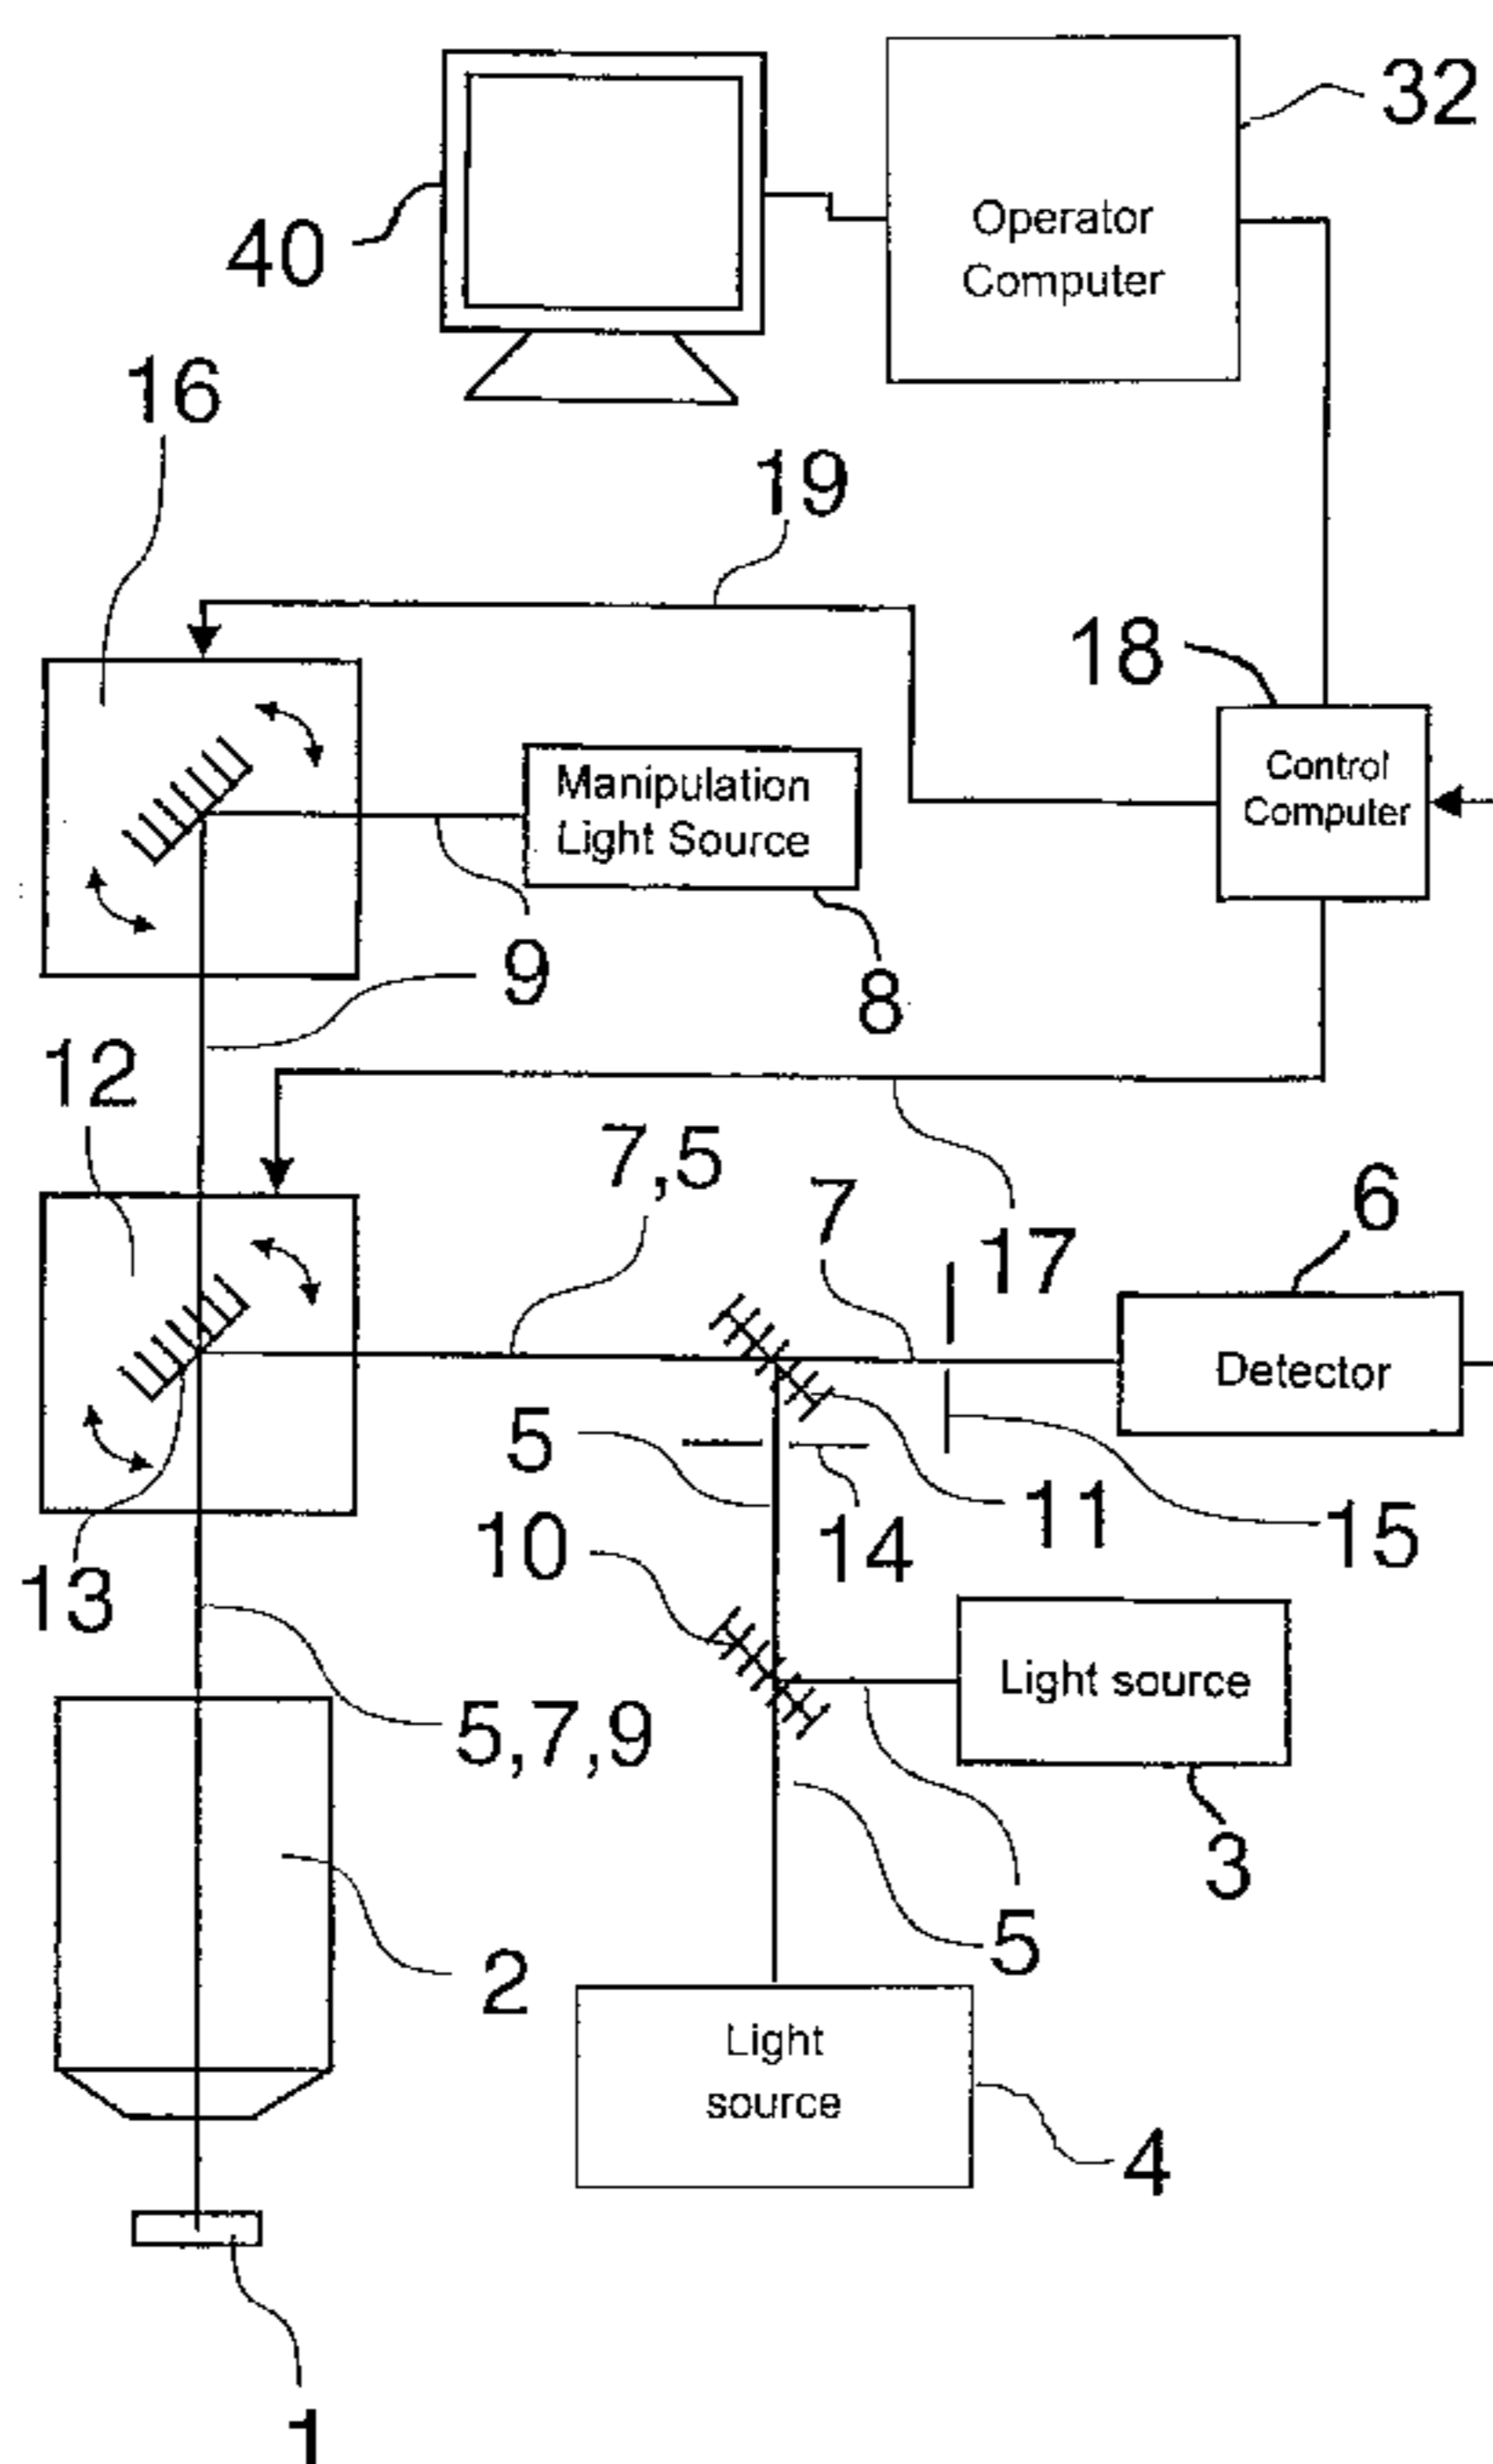 32
Operator
Computer
40
16
19
18
Control
Computer
Manipulation
Light Source
9
8
12
7,5
7
17
6
Detector
5
11
10
14
15
13
Light source
5,7,9
3
5
2
Light
source
4
1